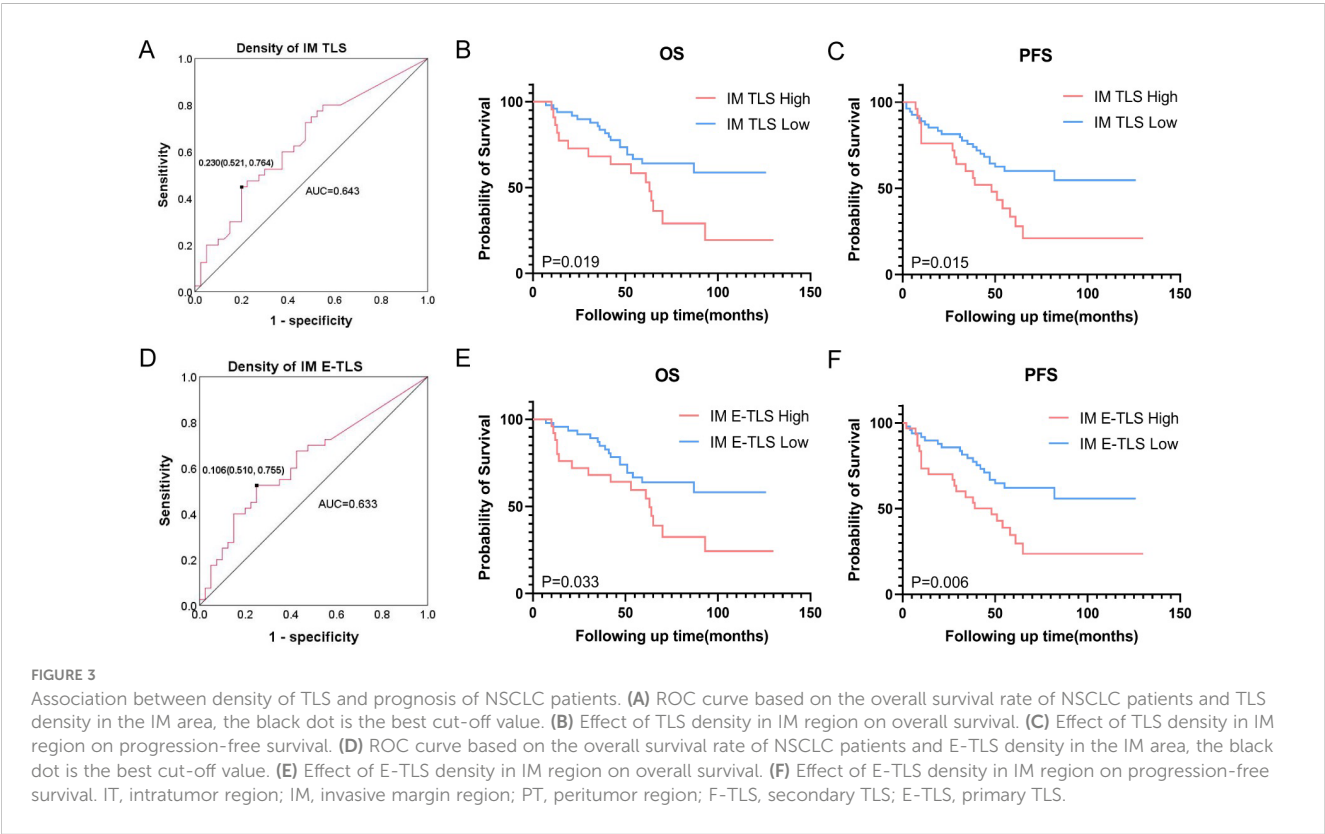 A
Density of IM TLS
1.0
0.8
0.6
0.4
0.2
0.0
0.230(0.521, 0.764)
AUC=0.643
Sensitivity
0.0 0.2 0.4 0.6 0.8 1.0
1 - specificity
B
OS
IM TLS High
IM TLS Low
Probability of Survival
100
50
0
P=0.019
0 50 100 150
Following up time(months)
C
PFS
IM TLS High
IM TLS Low
Probability of Survival
100
50
0
P=0.015
0 50 100 150
Following up time(months)
D
Density of IM E-TLS
1.0
0.8
0.6
0.4
0.2
0.0
0.106(0.510, 0.755)
AUC=0.633
Sensitivity
0.0 0.2 0.4 0.6 0.8 1.0
1 - specificity
E
OS
IM E-TLS High
IM E-TLS Low
Probability of Survival
100
50
0
P=0.033
0 50 100 150
Following up time(months)
F
PFS
IM E-TLS High
IM E-TLS Low
Probability of Survival
100
50
0
P=0.006
0 50 100 150
Following up time(months)
FIGURE 3
Association between density of TLS and prognosis of NSCLC patients. (A) ROC curve based on the overall survival rate of NSCLC patients and TLS
density in the IM area, the black dot is the best cut-off value. (B) Effect of TLS density in IM region on overall survival. (C) Effect of TLS density in IM
region on progression-free survival. (D) ROC curve based on the overall survival rate of NSCLC patients and E-TLS density in the IM area, the black
dot is the best cut-off value. (E) Effect of E-TLS density in IM region on overall survival. (F) Effect of E-TLS density in IM region on progression-free
survival. IT, intratumor region; IM, invasive margin region; PT, peritumor region; F-TLS, secondary TLS; E-TLS, primary TLS.